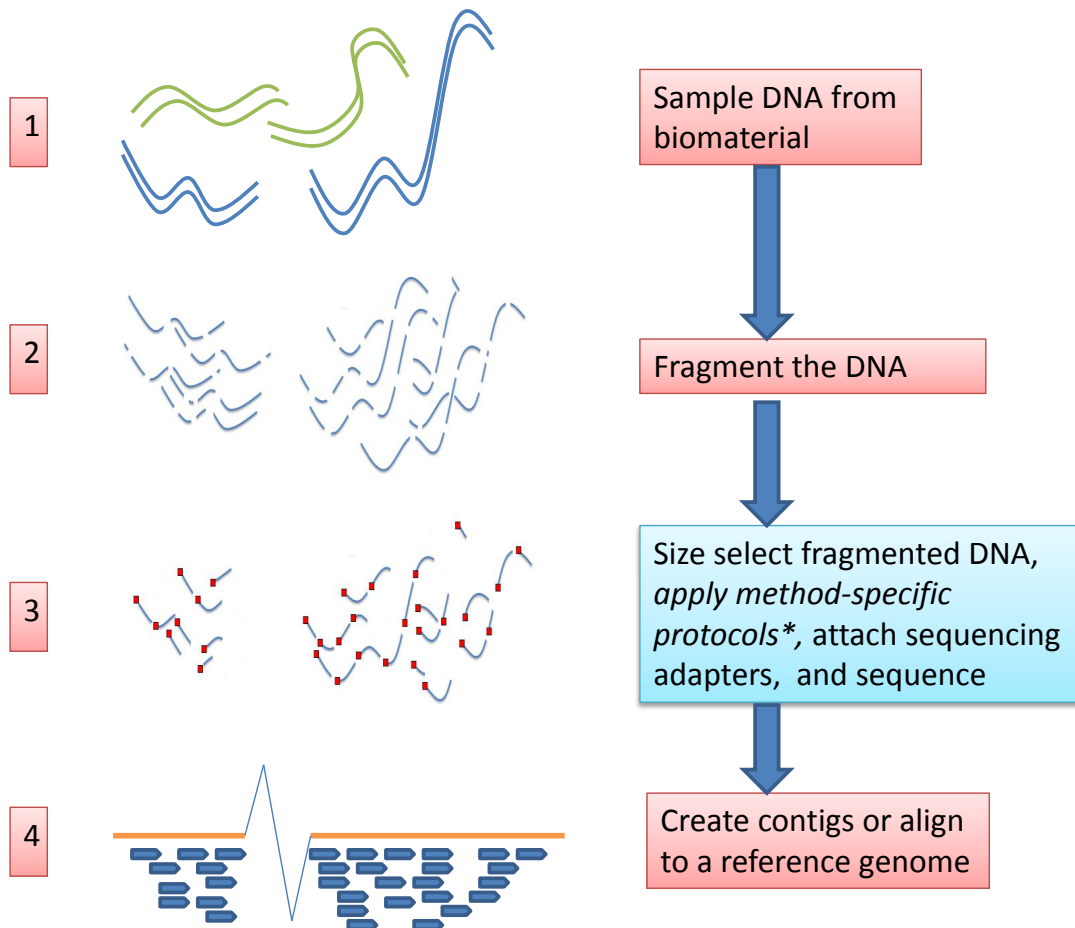 1
Sample DNA from
biomaterial
2
Fragment the DNA
3
Size select fragmented DNA,
apply method-specific
protocols*, attach sequencing
adapters,  and sequence
4
Create contigs or align
to a reference genome